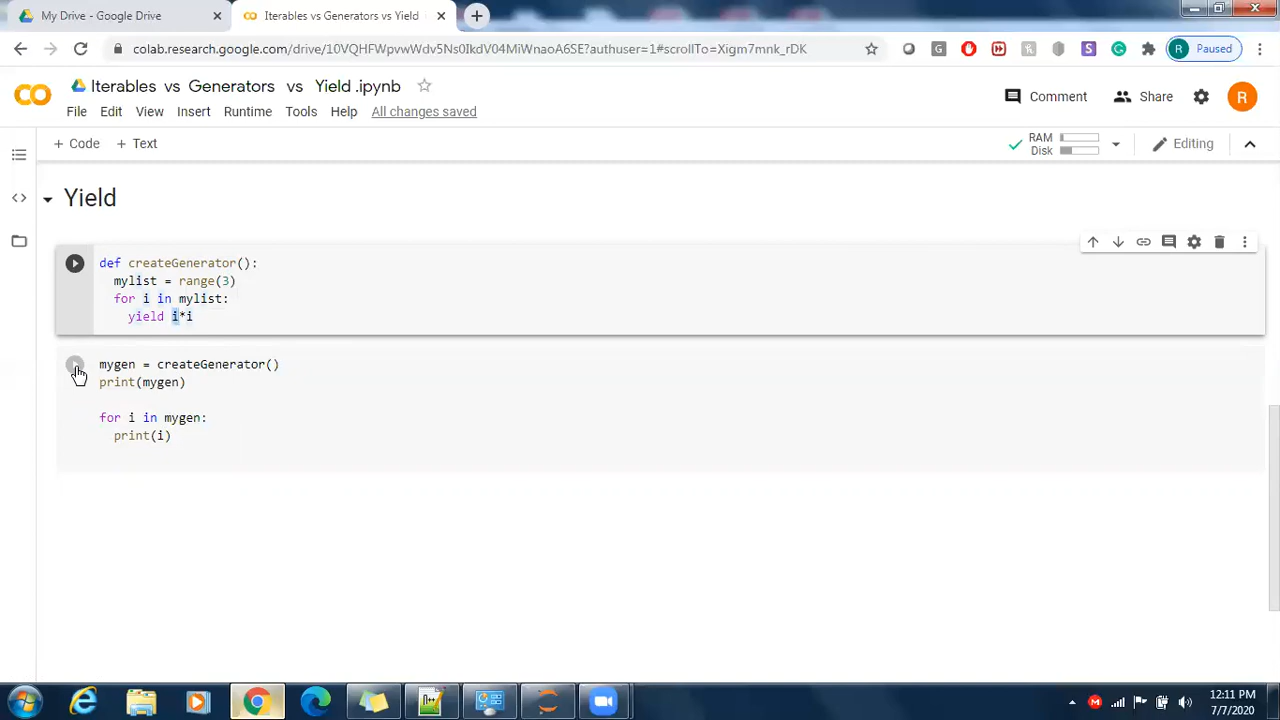 My Drive - Google Drive
Iterables vs Generators vs Yield
colab.research.google.com/drive/10VQHFWpvwWdv5Ns0Ik0V04MiWnaoA6SE?authuser=1#scrollTo=Xigm7mnk_rDK
R Paused
Iterables vs Generators vs Yield .ipynb
Comment
Share
R
File Edit View Insert Runtime Tools Help All changes saved
+ Code + Text
RAM
Disk
Editing
Yield
def createGenerator():
mylist = range(3)
for i in mylist:
yield i*i
mygen = createGenerator()
print(mygen)
for i in mygen:
print(i)
12:11 PM
7/7/2020